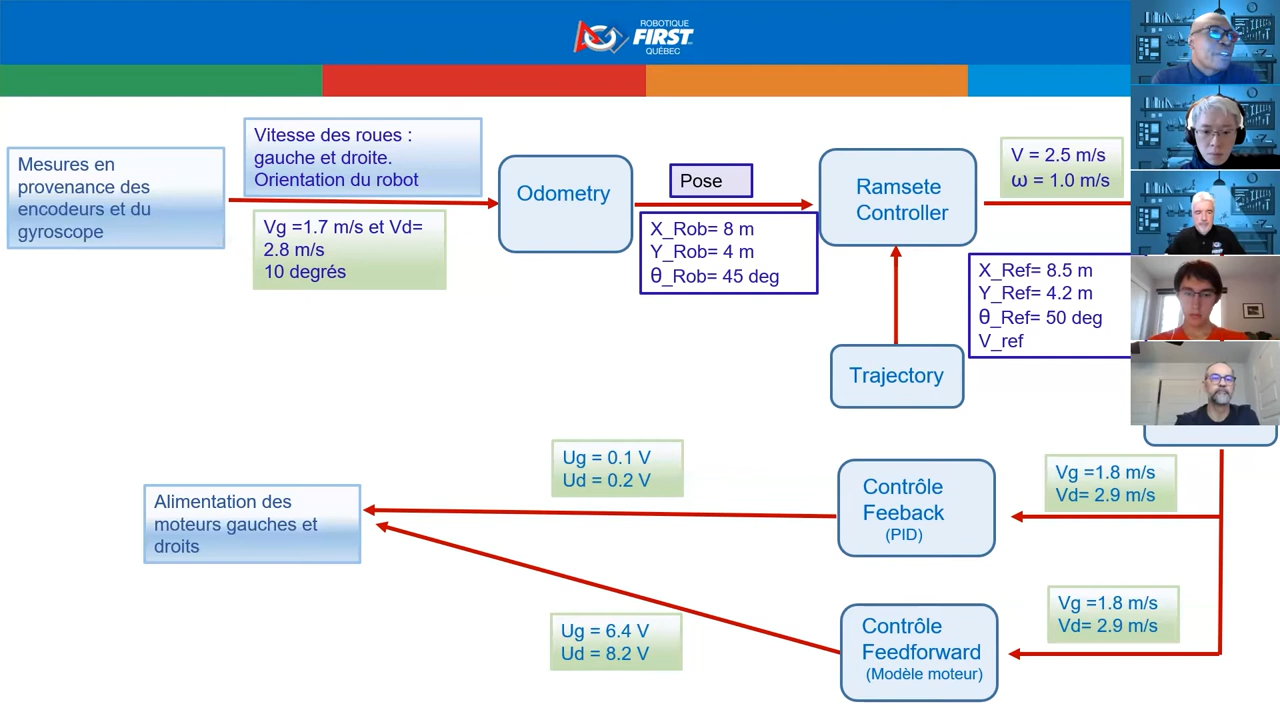 ROBOTIQUE
FIRST
QUÉBEC
Mesures en
provenance des
encodeurs et du
gyroscope
Vitesse des roues :
gauche et droite.
Orientation du robot
Vg =1.7 m/s et Vd=
2.8 m/s
10 degrés
Odometry
Pose
X_Rob= 8 m
Y_Rob= 4 m
θ_Rob= 45 deg
Ramsete
Controller
V = 2.5 m/s
ω = 1.0 m/s
X_Ref= 8.5 m
Y_Ref= 4.2 m
θ_Ref= 50 deg
V_ref
Trajectory
Ug = 0.1 V
Ud = 0.2 V
Contrôle
Feeback
(PID)
Vg =1.8 m/s
Vd= 2.9 m/s
Alimentation des
moteurs gauches et
droits
Ug = 6.4 V
Ud = 8.2 V
Contrôle
Feedforward
(Modèle moteur)
Vg =1.8 m/s
Vd= 2.9 m/s